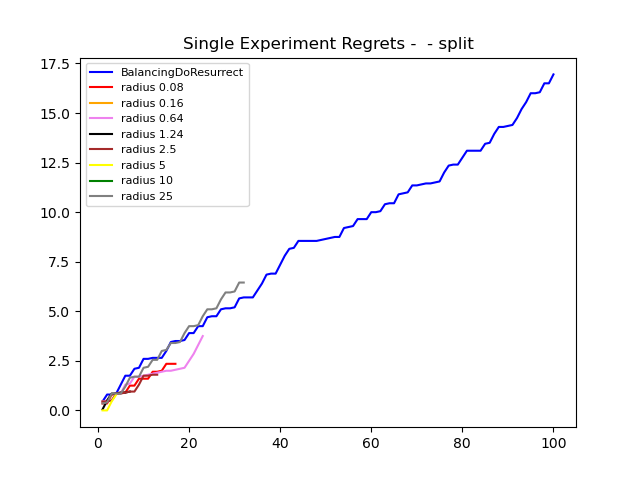 Single Experiment Regrets -  - split
17.5
15.0
12.5
10.0
7.5
5.0
2.5
0.0
BalancingDoResurrect
radius 0.08
radius 0.16
radius 0.64
radius 1.24
radius 2.5
radius 5
radius 10
radius 25
0 20 40 60 80 100